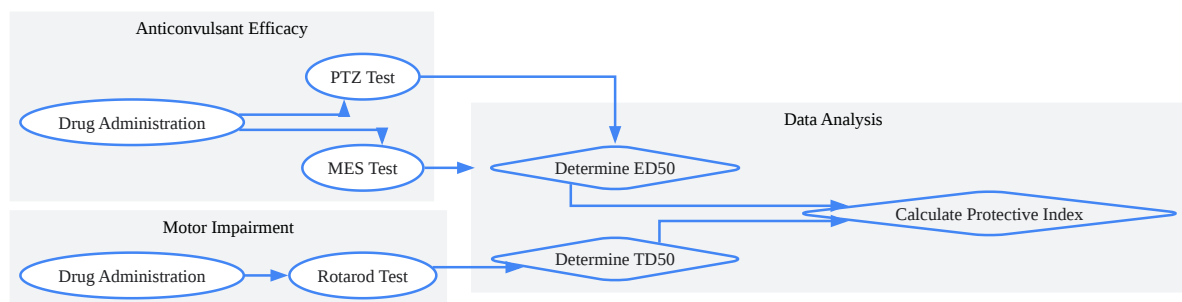 Anticonvulsant Efficacy
PTZ Test
Drug Administration
MES Test
Data Analysis
Determine ED50
Calculate Protective Index
Determine TD50
Motor Impairment
Drug Administration
Rotarod Test